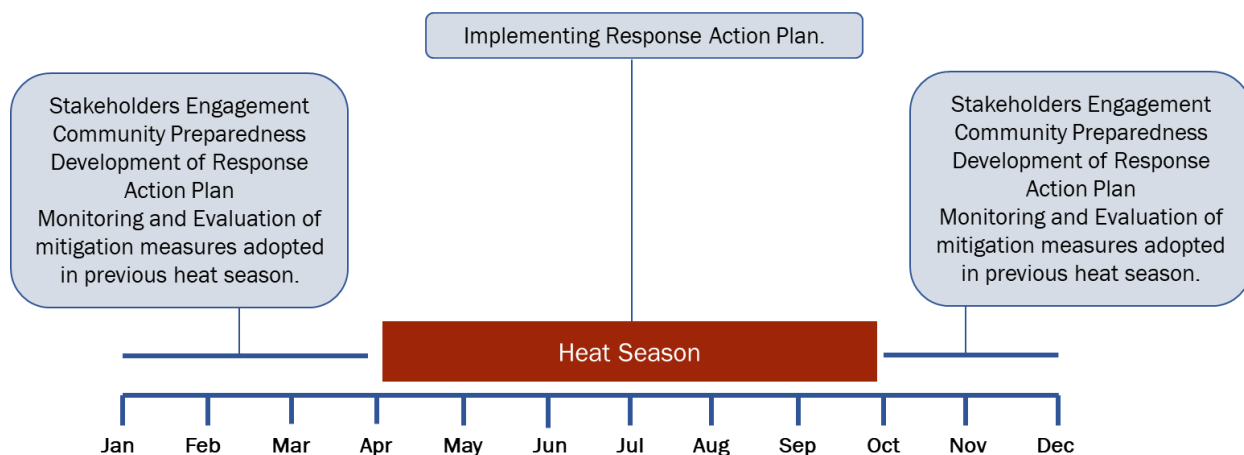 Implementing Response Action Plan.
Stakeholders Engagement
Community Preparedness
Development of Response
Action Plan
Monitoring and Evaluation of
mitigation measures adopted
in previous heat season.
Stakeholders Engagement
Community Preparedness
Development of Response
Action Plan
Monitoring and Evaluation of
mitigation measures adopted
in previous heat season.
Heat Season
Jan Feb Mar Apr May Jun Jul Aug Sep Oct Nov Dec